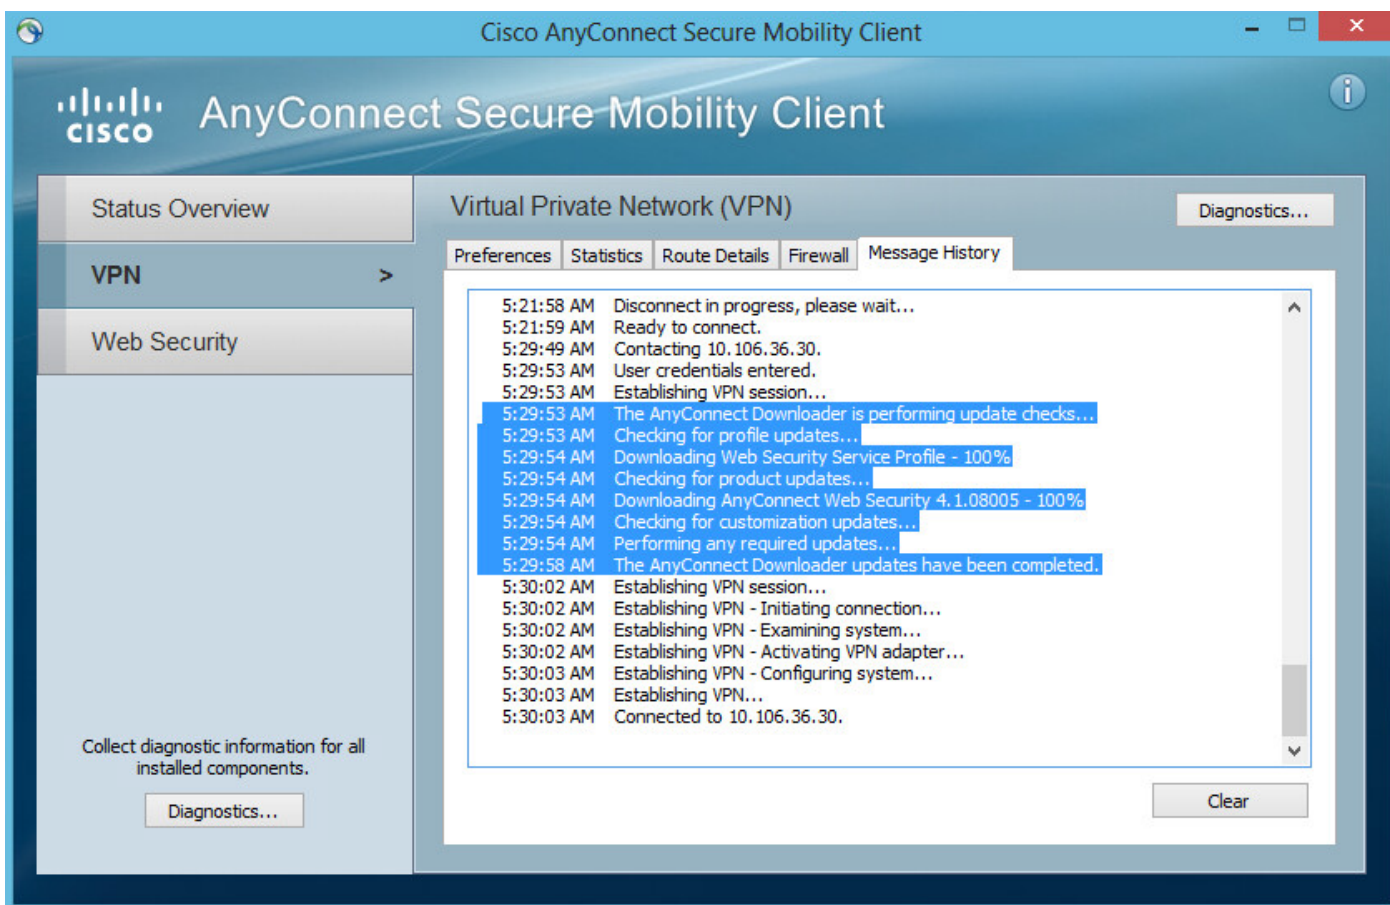 Cisco AnyConnect Secure Mobility Client
CISCO AnyConnect Secure Mobility Client
Status Overview
VPN >
Web Security
Collect diagnostic information for all
installed components.
Diagnostics...
Virtual Private Network (VPN)
Diagnostics...
Preferences Statistics Route Details Firewall Message History
5:21:58 AM Disconnect in progress, please wait...
5:21:59 AM Ready to connect.
5:29:49 AM Contacting 10.106.36.30.
5:29:53 AM User credentials entered.
5:29:53 AM Establishing VPN session...
5:29:53 AM The AnyConnect Downloader is performing update checks...
5:29:53 AM Checking for profile updates...
5:29:54 AM Downloading Web Security Service Profile - 100%
5:29:54 AM Checking for product updates...
5:29:54 AM Downloading AnyConnect Web Security 4.1.08005 - 100%
5:29:54 AM Checking for customization updates...
5:29:54 AM Performing any required updates...
5:29:58 AM The AnyConnect Downloader updates have been completed.
5:30:02 AM Establishing VPN session...
5:30:02 AM Establishing VPN - Initiating connection...
5:30:02 AM Establishing VPN - Examining system...
5:30:02 AM Establishing VPN - Activating VPN adapter...
5:30:03 AM Establishing VPN - Configuring system...
5:30:03 AM Establishing VPN...
5:30:03 AM Connected to 10.106.36.30.
Clear